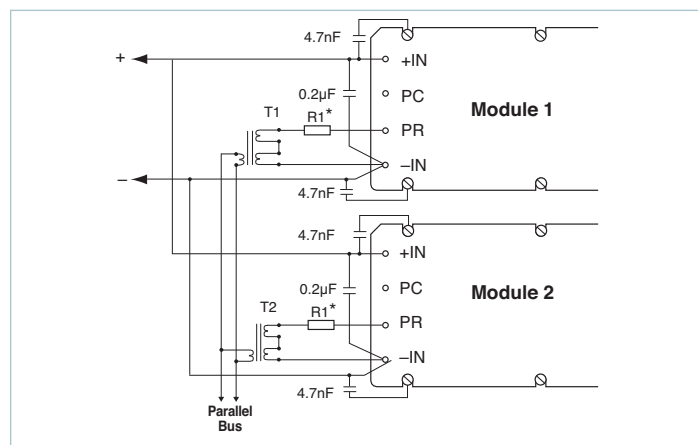 4.7nF
+
+IN
0.2µF
PC
Module 1
T1
R1*
PR
–IN
–
4.7nF
4.7nF
+IN
0.2µF
PC
Module 2
T2
R1*
PR
–IN
4.7nF
Parallel
Bus